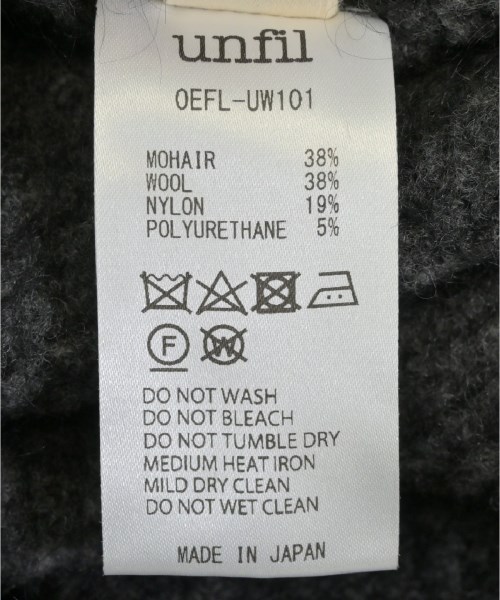 unfil
OEFL-UW101
MOHAIR 38%
WOOL 38%
NYLON 19%
POLYURETHANE 5%
F W
DO NOT WASH
DO NOT BLEACH
DO NOT TUMBLE DRY
MEDIUM HEAT IRON
MILD DRY CLEAN
DO NOT WET CLEAN
MADE IN JAPAN